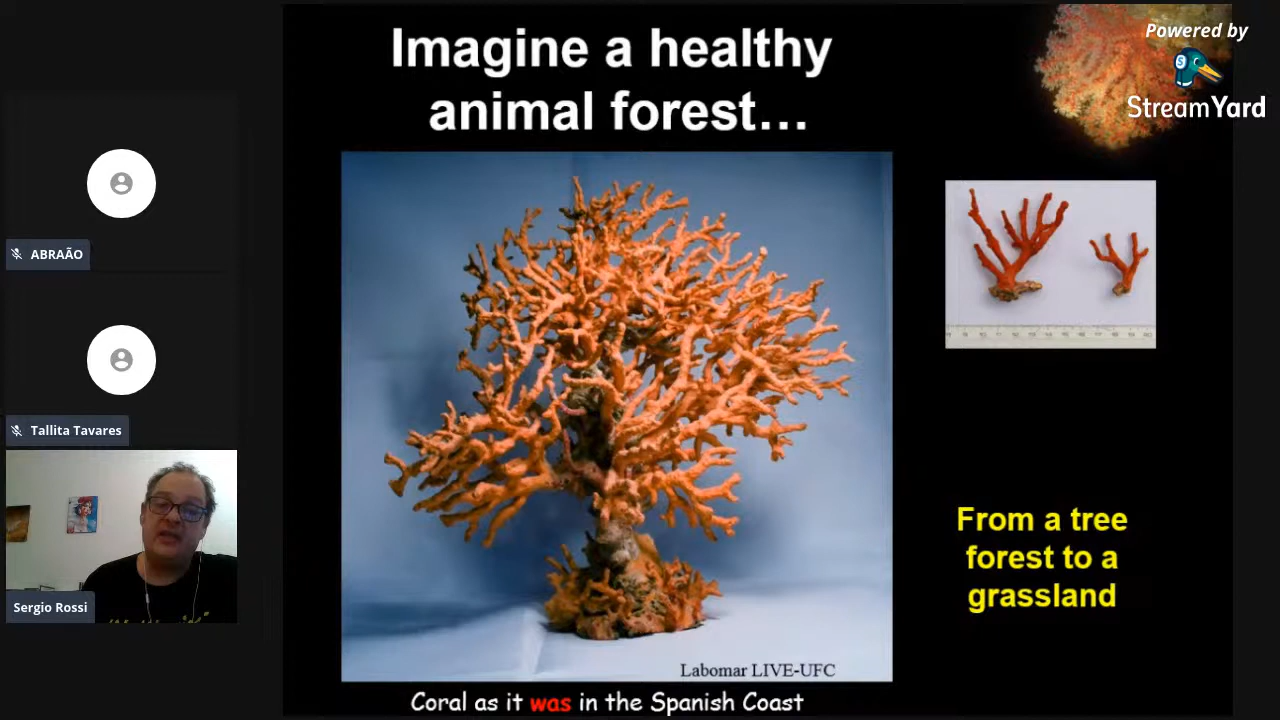 Imagine a healthy
animal forest...
Powered by
StreamYard
ABRAÃO
Tallita Tavares
Sergio Rossi
From a tree
forest to a
grassland
Labomar LIVE-UFC
Coral as it was in the Spanish Coast